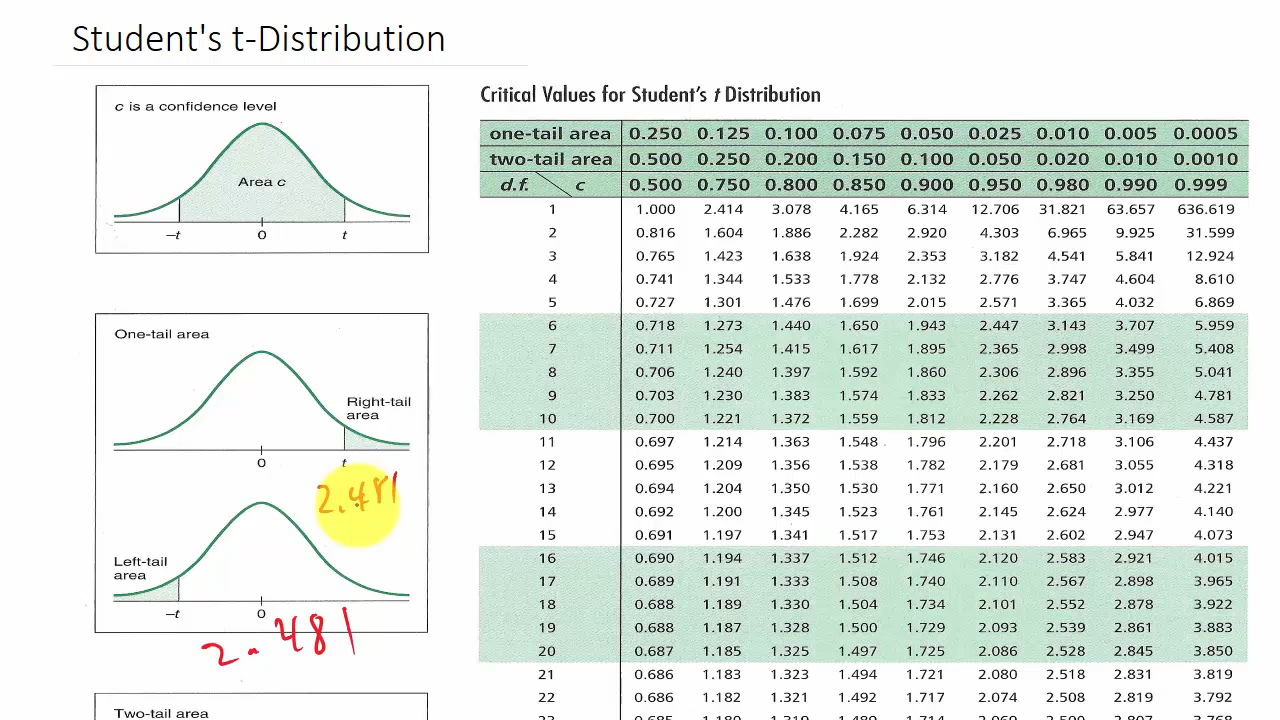 Student's t-Distribution
c is a confidence level
Area c
−t 0 t
One-tail area
Right-tail
area
0 t
2.481
Left-tail
area
−t 0
2.481
Two-tail area
Critical Values for Student's t Distribution
one-tail area 0.250 0.125 0.100 0.075 0.050 0.025 0.010 0.005 0.0005
two-tail area 0.500 0.250 0.200 0.150 0.100 0.050 0.020 0.010 0.0010
d.f. c 0.500 0.750 0.800 0.850 0.900 0.950 0.980 0.990 0.999
1 1.000 2.414 3.078 4.165 6.314 12.706 31.821 63.657 636.619
2 0.816 1.604 1.886 2.282 2.920 4.303 6.965 9.925 31.599
3 0.765 1.423 1.638 1.924 2.353 3.182 4.541 5.841 12.924
4 0.741 1.344 1.533 1.778 2.132 2.776 3.747 4.604 8.610
5 0.727 1.301 1.476 1.699 2.015 2.571 3.365 4.032 6.869
6 0.718 1.273 1.440 1.650 1.943 2.447 3.143 3.707 5.959
7 0.711 1.254 1.415 1.617 1.895 2.365 2.998 3.499 5.408
8 0.706 1.240 1.397 1.592 1.860 2.306 2.896 3.355 5.041
9 0.703 1.230 1.383 1.574 1.833 2.262 2.821 3.250 4.781
10 0.700 1.221 1.372 1.559 1.812 2.228 2.764 3.169 4.587
11 0.697 1.214 1.363 1.548 1.796 2.201 2.718 3.106 4.437
12 0.695 1.209 1.356 1.538 1.782 2.179 2.681 3.055 4.318
13 0.694 1.204 1.350 1.530 1.771 2.160 2.650 3.012 4.221
14 0.692 1.200 1.345 1.523 1.761 2.145 2.624 2.977 4.140
15 0.691 1.197 1.341 1.517 1.753 2.131 2.602 2.947 4.073
16 0.690 1.194 1.337 1.512 1.746 2.120 2.583 2.921 4.015
17 0.689 1.191 1.333 1.508 1.740 2.110 2.567 2.898 3.965
18 0.688 1.189 1.330 1.504 1.734 2.101 2.552 2.878 3.922
19 0.688 1.187 1.328 1.500 1.729 2.093 2.539 2.861 3.883
20 0.687 1.185 1.325 1.497 1.725 2.086 2.528 2.845 3.850
21 0.686 1.183 1.323 1.494 1.721 2.080 2.518 2.831 3.819
22 0.686 1.182 1.321 1.492 1.717 2.074 2.508 2.819 3.792